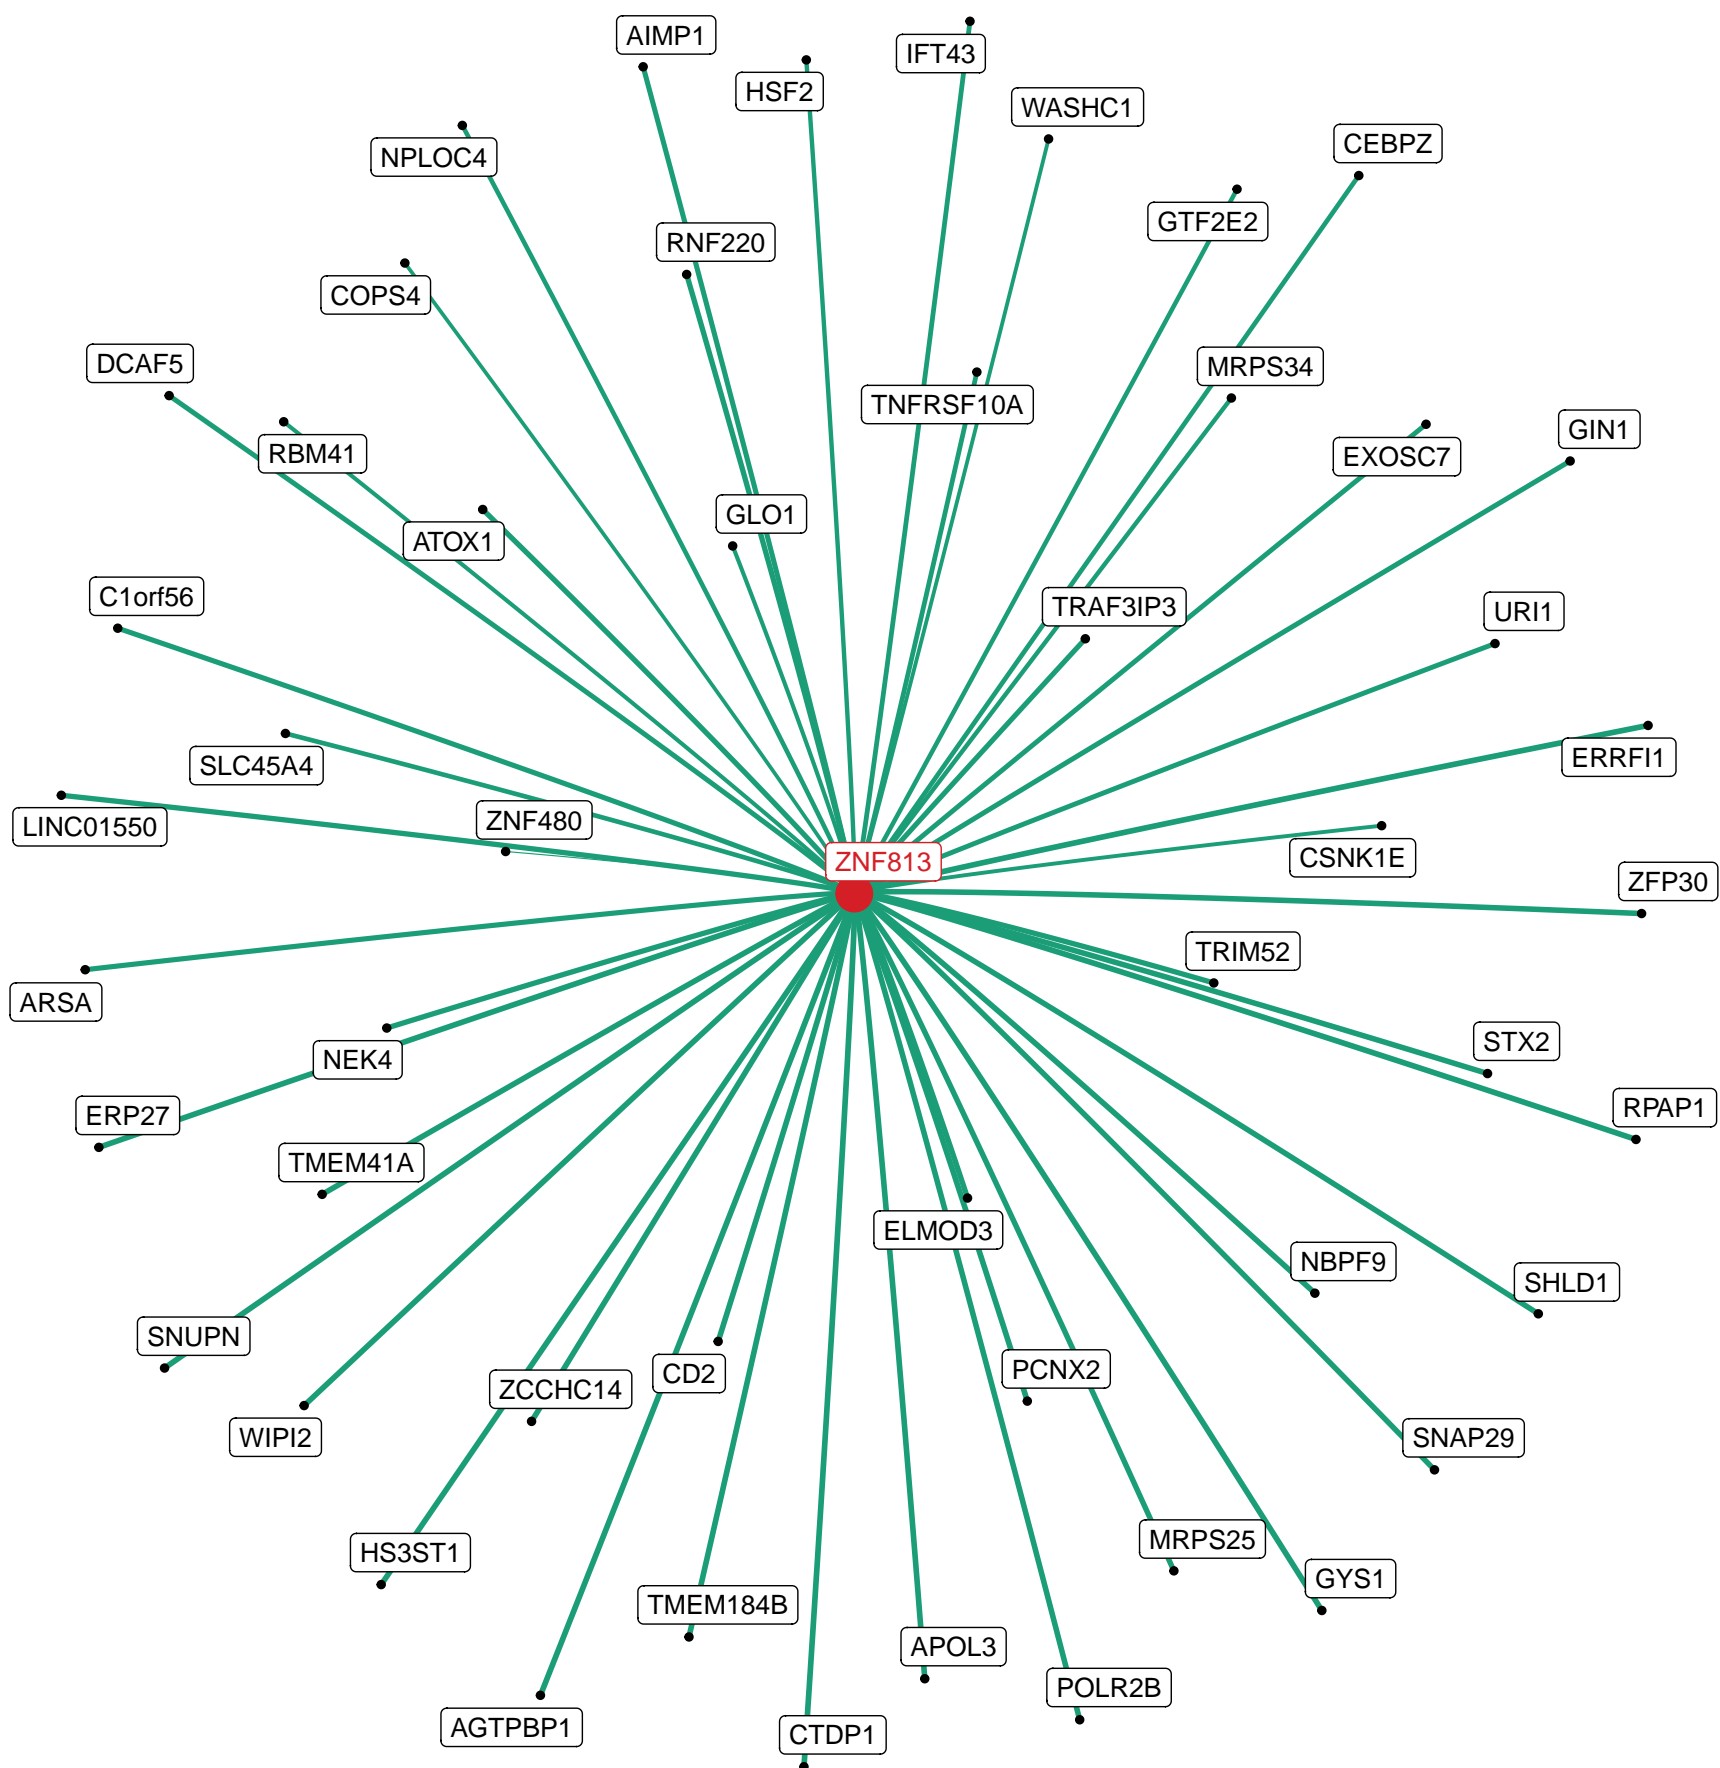 AIMP1
IFT43
HSF2
WASHC1
CEBPZ
NPLOC4
GTF2E2
RNF220
COPS4
DCAF5
MRPS34
TNFRSF10A
GIN1
RBM41
EXOSC7
GLO1
ATOX1
C1orf56
TRAF3IP3
URI1
ERRFI1
SLC45A4
ZNF480
LINC01550
CSNK1E
ZNF813
ZFP30
TRIM52
ARSA
STX2
NEK4
RPAP1
ERP27
TMEM41A
ELMOD3
NBPF9
SHLD1
SNUPN
PCNX2
CD2
ZCCHC14
WIPI2
SNAP29
MRPS25
HS3ST1
GYS1
TMEM184B
APOL3
POLR2B
AGTPBP1
CTDP1